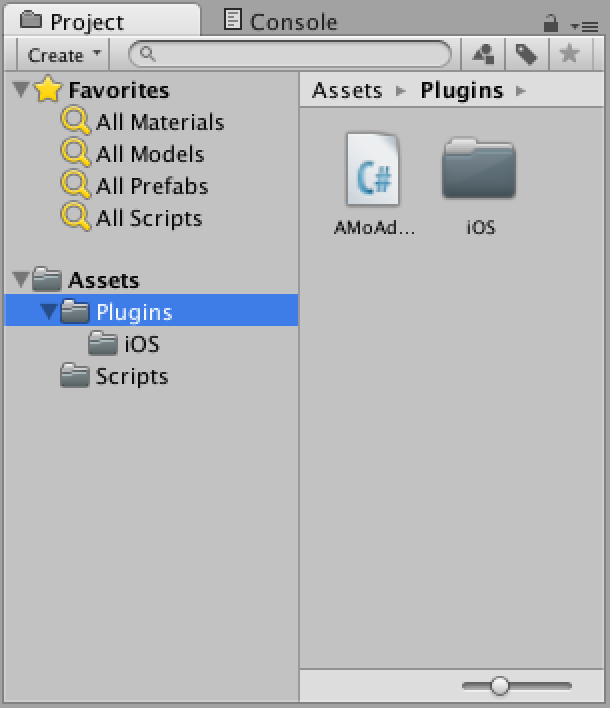 Project
Console
Create
Assets Plugins
Favorites
All Materials
All Models
All Prefabs
All Scripts
Assets
Plugins
iOS
Scripts
C#
AMoAd...
iOS